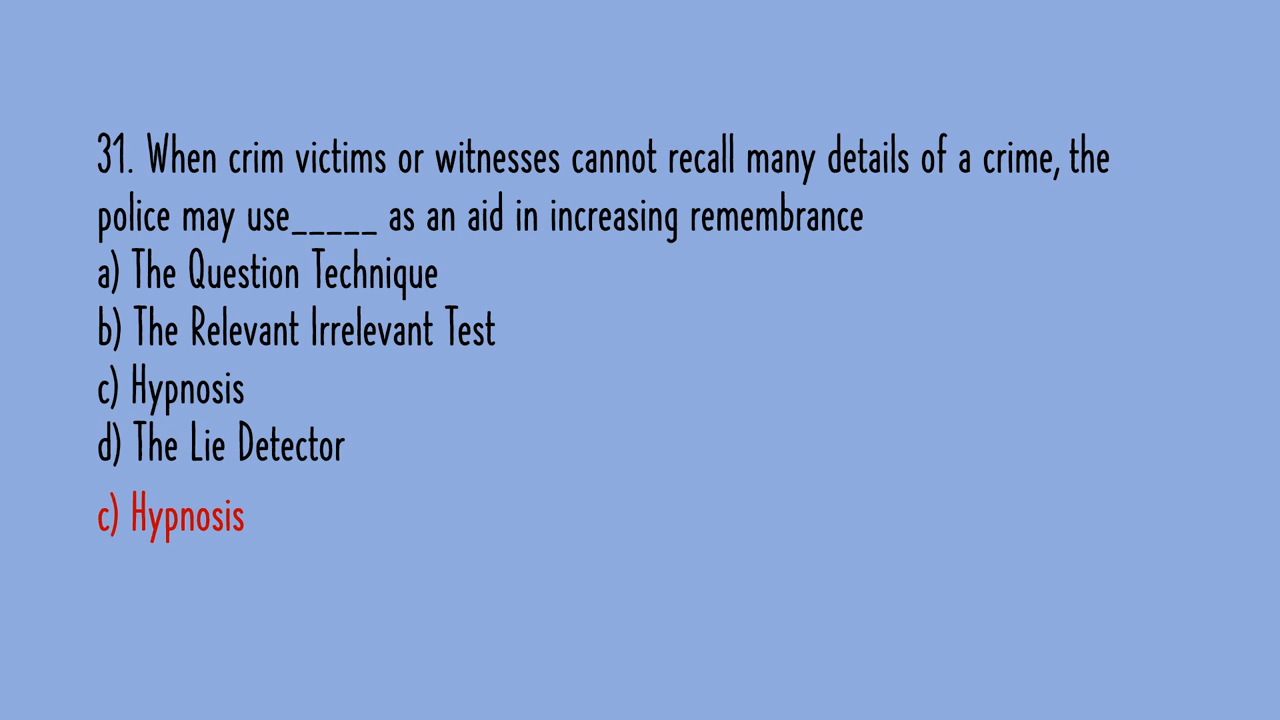 31. When crim victims or witnesses cannot recall many details of a crime, the
police may use_____ as an aid in increasing remembrance
a) The Question Technique
b) The Relevant Irrelevant Test
c) Hypnosis
d) The Lie Detector
c) Hypnosis